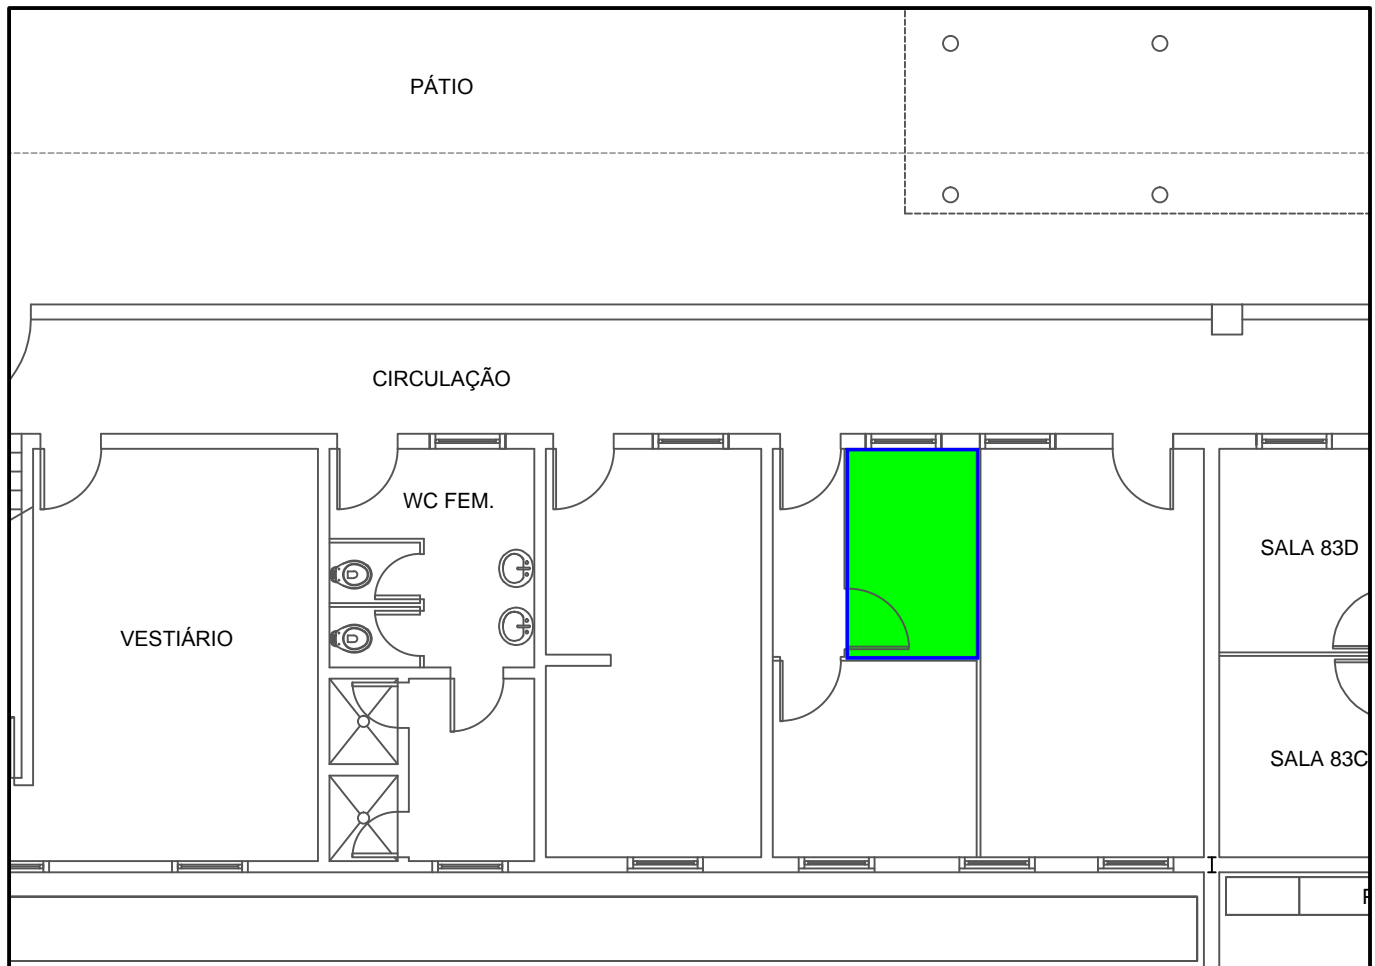 PÁTIO
CIRCULAÇÃO
WC FEM.
SALA 83D
VESTIÁRIO
SALA 83C